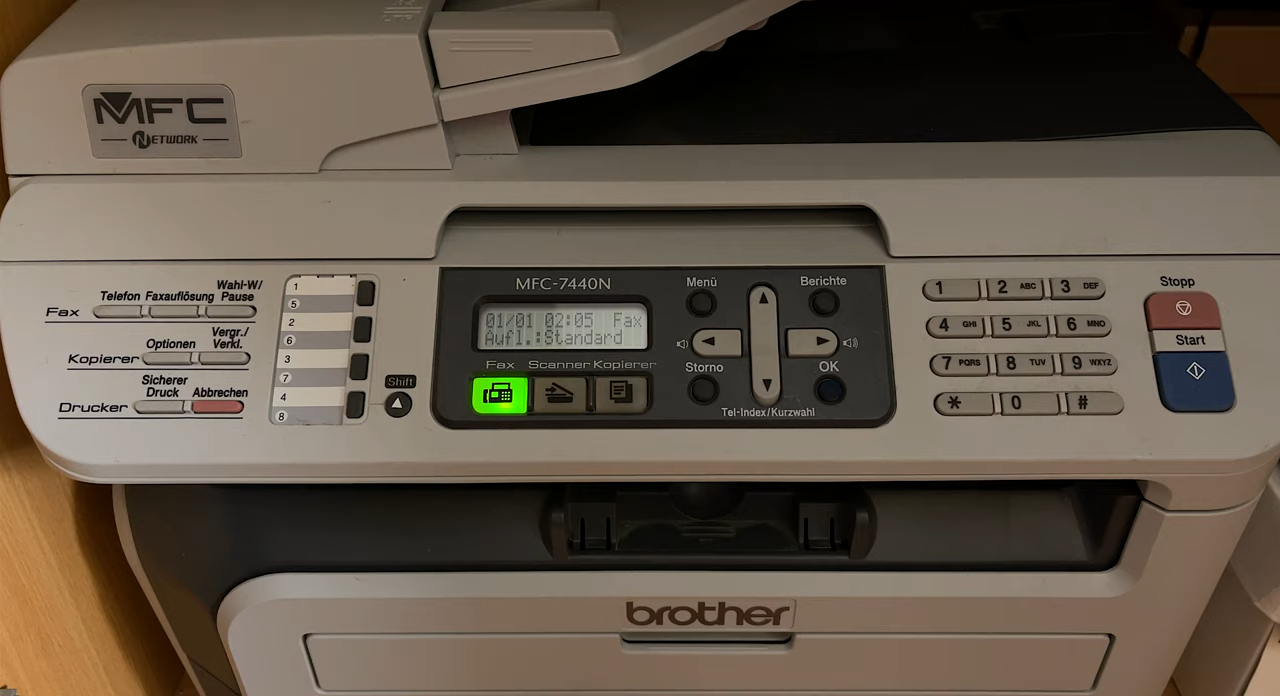 MFC
NETWORK
MFC-7440N
01/01 02:05 Fax
Aufl.:Standard
Fax Scanner Kopierer
Menü
Berichte
Storno
OK
Tel-Index/Kurzwahl
Fax
Telefon
Faxauflösung
Wahl-W/
Pause
Kopierer
Optionen
Vergr./
Verkl.
Drucker
Sicherer
Druck
Abbrechen
1
5
2
6
3
7
4
8
Shift
1 2 ABC 3 DEF
4 GHI 5 JKL 6 MNO
7 PQRS 8 TUV 9 WXYZ
* 0 #
Stopp
Start
brother